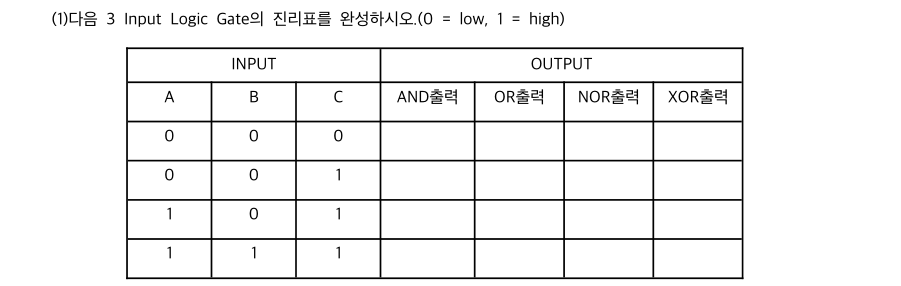 (1)다음 3 Input Logic Gate의 진리표를 완성하시오.(0 = low, 1 = high)
INPUT OUTPUT
A B C AND출력 OR출력 NOR출력 XOR출력
0 0 0
0 0 1
1 0 1
1 1 1